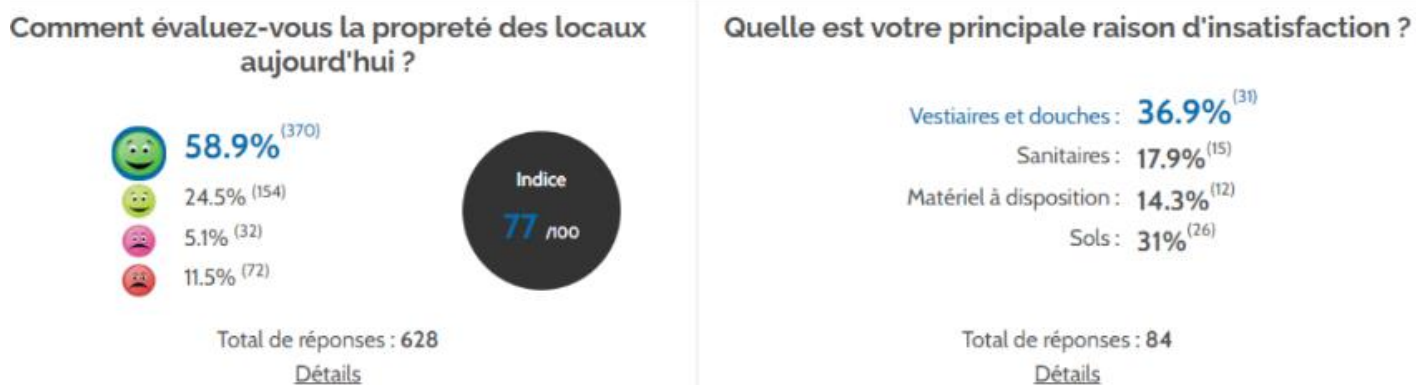 Comment évaluez-vous la propreté des locaux
aujourd'hui ?
58.9% (370)
24.5% (154)
5.1% (32)
11.5% (72)
Indice
77 /100
Total de réponses : 628
Détails
Quelle est votre principale raison d'insatisfaction ?
Vestiaires et douches : 36.9% (31)
Sanitaires : 17.9% (15)
Matériel à disposition : 14.3% (12)
Sols : 31% (26)
Total de réponses : 84
Détails